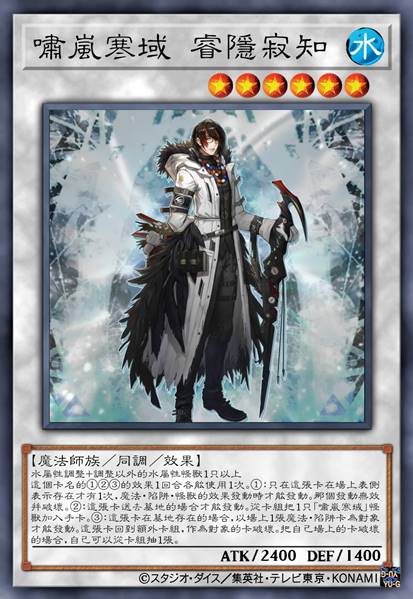 嘯嵐寒域 睿隱寂知
水
【魔法師族／同調／效果】
水屬性調整+調整以外的水屬性怪獸1只以上
這個卡名的①②③的效果1回合各能使用1次。①：只在這張卡在場上表側
表示存在才有1次，魔法·陷阱·怪獸的效果發動時才能發動。那個發動無效
并破壞。②：這張卡送去墓地的場合才能發動。從卡組把1只「嘯嵐寒域」怪
獸加入手卡。③：這張卡在墓地存在的場合，以場上1張魔法·陷阱卡為對象
才能發動。這張卡回到額外卡組，作為對象的卡破壞。把自己場上的卡破壞
的場合，自己可以從卡組抽1張。
ATK/2400 DEF/1400
©スタジオ·ダイス／集英社·テレビ東京·KONAMI